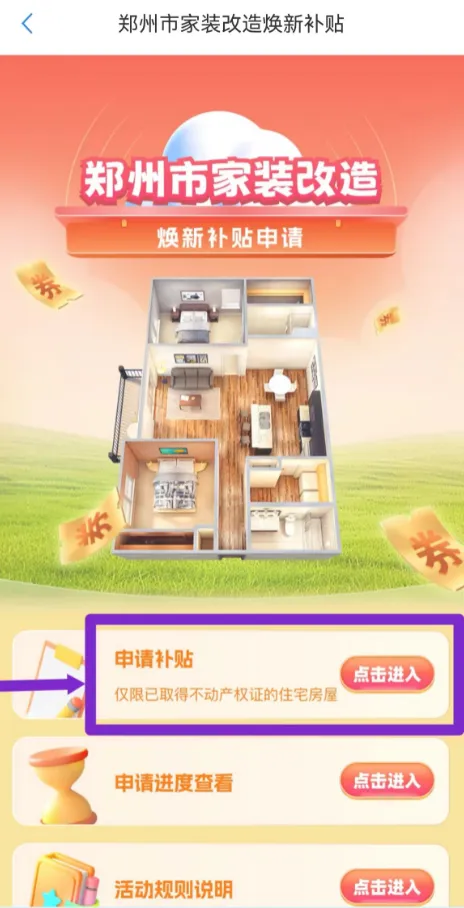 郑州市家装改造焕新补贴
郑州市家装改造
焕新补贴申请
券
券
券
券
申请补贴
仅限已取得不动产权证的住宅房屋
点击进入
申请进度查看
点击进入
活动规则说明
点击进入